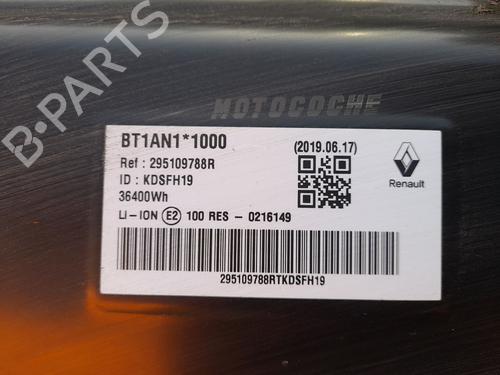 MOTOCOCHE
BT1AN1*1000
(2019.06.17)
Ref : 295109788R
ID : KDSFH19
36400Wh
Renault
LI-ION E2 100 RES - 0216149
295109788RTKDSFH19
B-PARTS